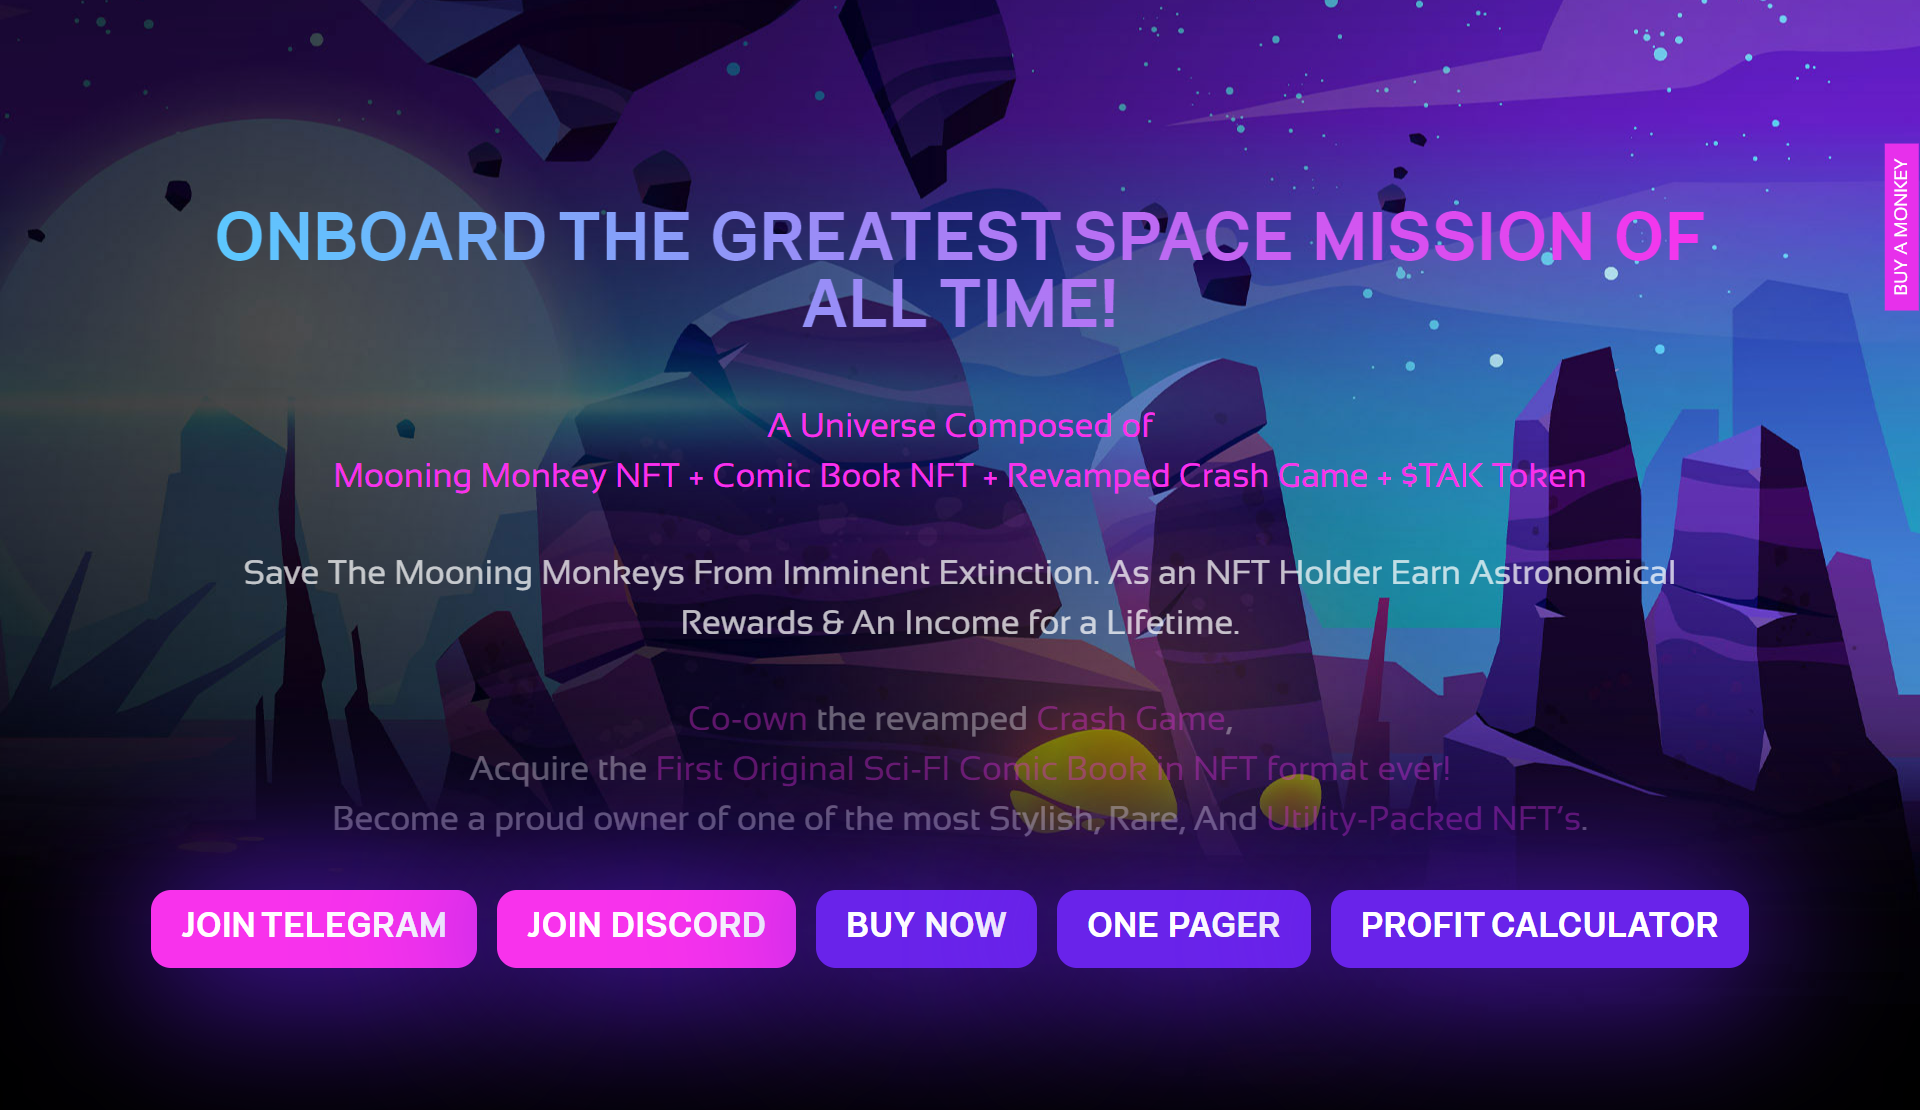 ONBOARD THE GREATEST SPACE MISSION OF
ALL TIME!
BUY A MONKEY
A Universe Composed of
Mooning Monkey NFT + Comic Book NFT + Revamped Crash Game + $TAK Token
Save The Mooning Monkeys From Imminent Extinction. As an NFT Holder Earn Astronomical
Rewards & An Income for a Lifetime.
Co-own the revamped Crash Game,
Acquire the First Original Sci-FI Comic Book in NFT format ever!
Become a proud owner of one of the most Stylish, Rare, And Utility-Packed NFT's.
JOIN TELEGRAM
JOIN DISCORD
BUY NOW
ONE PAGER
PROFIT CALCULATOR